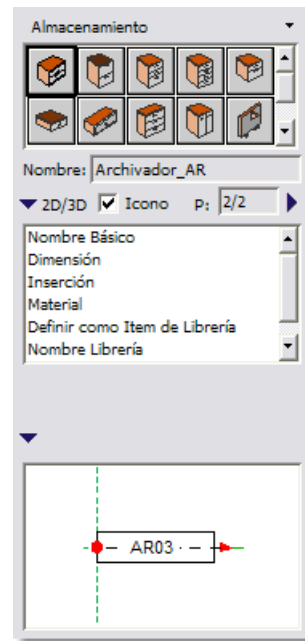 Almacenamiento
Nombre: Archivador_AR
2D/3D Icono P: 2/2
Nombre Básico
Dimensión
Inserción
Material
Definir como Item de Librería
Nombre Librería
AR03